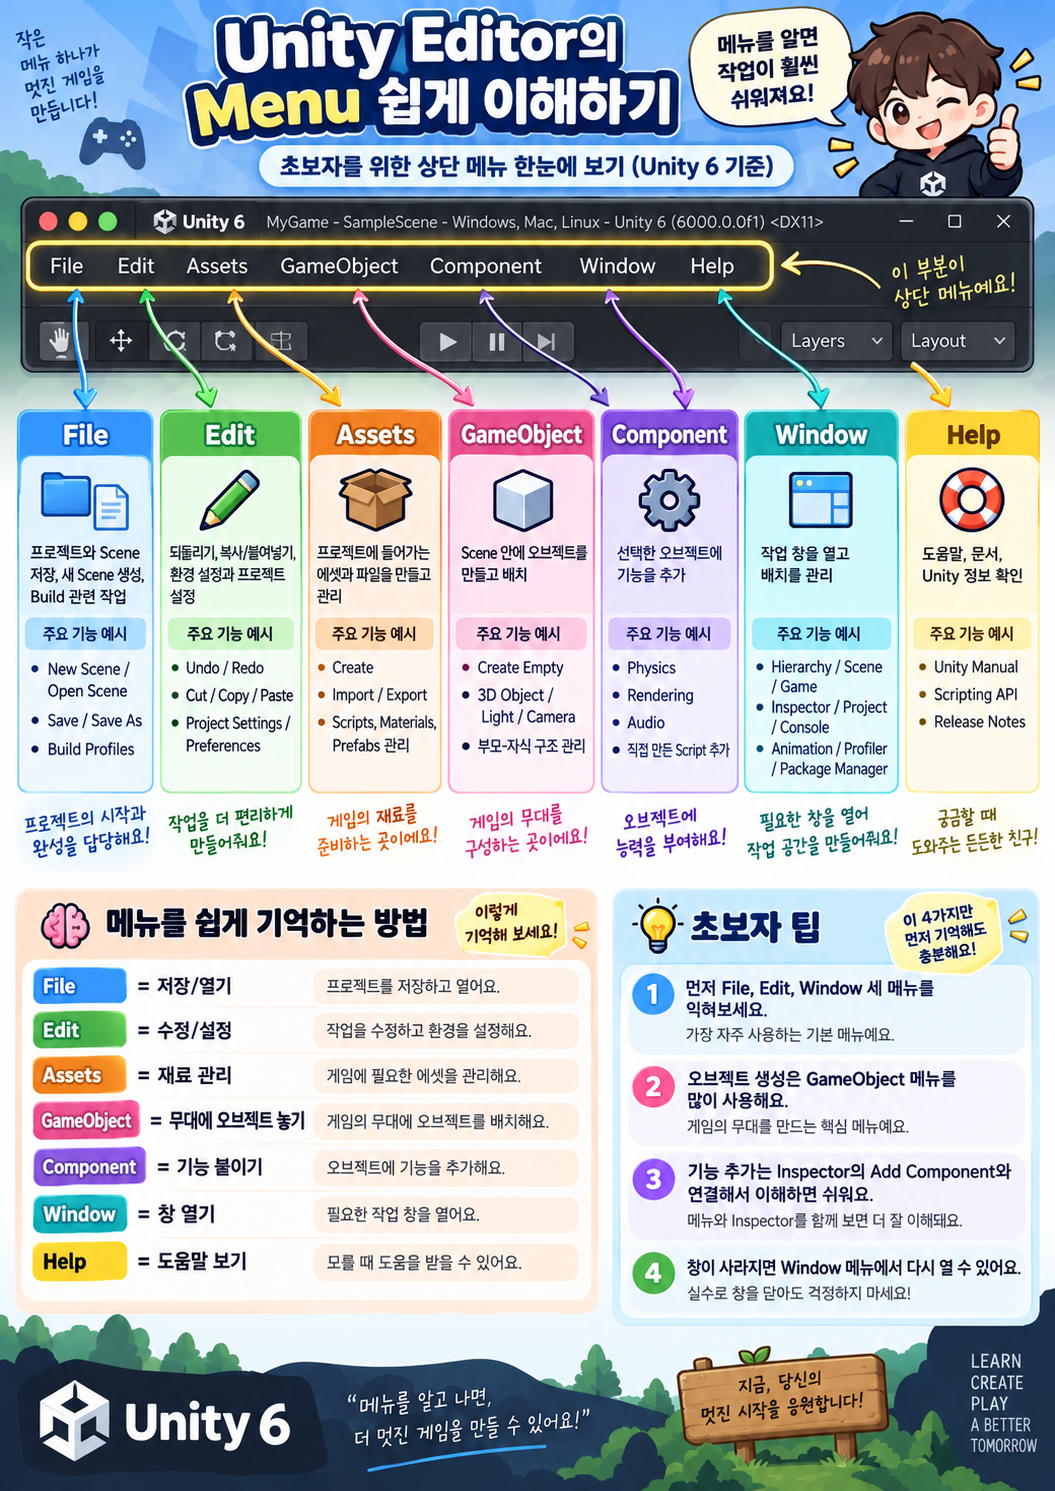 작은
메뉴 하나가
멋진 게임을
만듭니다!
Unity Editor의
Menu 쉽게 이해하기
초보자를 위한 상단 메뉴 한눈에 보기 (Unity 6 기준)
메뉴를 알면
작업이 훨씬
쉬워져요!
Unity 6 MyGame - SampleScene - Windows, Mac, Linux - Unity 6 (6000.0.0f1) <DX11>
File Edit Assets GameObject Component Window Help
이 부분이
상단 메뉴예요!
Layers Layout
File
프로젝트와 Scene
저장, 새 Scene 생성,
Build 관련 작업
주요 기능 예시
• New Scene /
Open Scene
• Save / Save As
• Build Profiles
프로젝트의 시작과
완성을 담당해요!
Edit
되돌리기, 복사/붙여넣기,
환경 설정과 프로젝트
설정
주요 기능 예시
• Undo / Redo
• Cut / Copy / Paste
• Project Settings /
Preferences
작업을 더 편리하게
만들어줘요!
Assets
프로젝트에 들어가는
에셋과 파일을 만들고
관리
주요 기능 예시
• Create
• Import / Export
• Scripts, Materials,
Prefabs 관리
게임의 재료를
준비하는 곳이에요!
GameObject
Scene 안에 오브젝트를
만들고 배치
주요 기능 예시
• Create Empty
• 3D Object /
Light / Camera
• 부모-자식 구조 관리
게임의 무대를
구성하는 곳이에요!
Component
선택한 오브젝트에
기능을 추가
주요 기능 예시
• Physics
• Rendering
• Audio
• 직접 만든 Script 추가
오브젝트에
능력을 부여해요!
Window
작업 창을 열고
배치를 관리
주요 기능 예시
• Hierarchy / Scene
/ Game
• Inspector / Project
/ Console
• Animation / Profiler
/ Package Manager
필요한 창을 열어
작업 공간을 만들어줘요!
Help
도움말, 문서,
Unity 정보 확인
주요 기능 예시
• Unity Manual
• Scripting API
• Release Notes
궁금할 때
도와주는 든든한 친구!
메뉴를 쉽게 기억하는 방법
이렇게
기억해 보세요!
File = 저장/열기 프로젝트를 저장하고 열어요.
Edit = 수정/설정 작업을 수정하고 환경을 설정해요.
Assets = 재료 관리 게임에 필요한 에셋을 관리해요.
GameObject = 무대에 오브젝트 놓기 게임의 무대에 오브젝트를 배치해요.
Component = 기능 붙이기 오브젝트에 기능을 추가해요.
Window = 창 열기 필요한 작업 창을 열어요.
Help = 도움말 보기 모를 때 도움을 받을 수 있어요.
초보자 팁
이 4가지만
먼저 기억해도
충분해요!
1 먼저 File, Edit, Window 세 메뉴를
익혀보세요.
가장 자주 사용하는 기본 메뉴예요.
2 오브젝트 생성은 GameObject 메뉴를
많이 사용해요.
게임의 무대를 만드는 핵심 메뉴예요.
3 기능 추가는 Inspector의 Add Component와
연결해서 이해하면 쉬워요.
메뉴와 Inspector를 함께 보면 더 잘 이해돼요.
4 창이 사라지면 Window 메뉴에서 다시 열 수 있어요.
실수로 창을 닫아도 걱정하지 마세요!
Unity 6
“메뉴를 알고 나면,
더 멋진 게임을 만들 수 있어요!”
지금, 당신의
멋진 시작을 응원합니다!
LEARN
CREATE
PLAY
A BETTER
TOMORROW